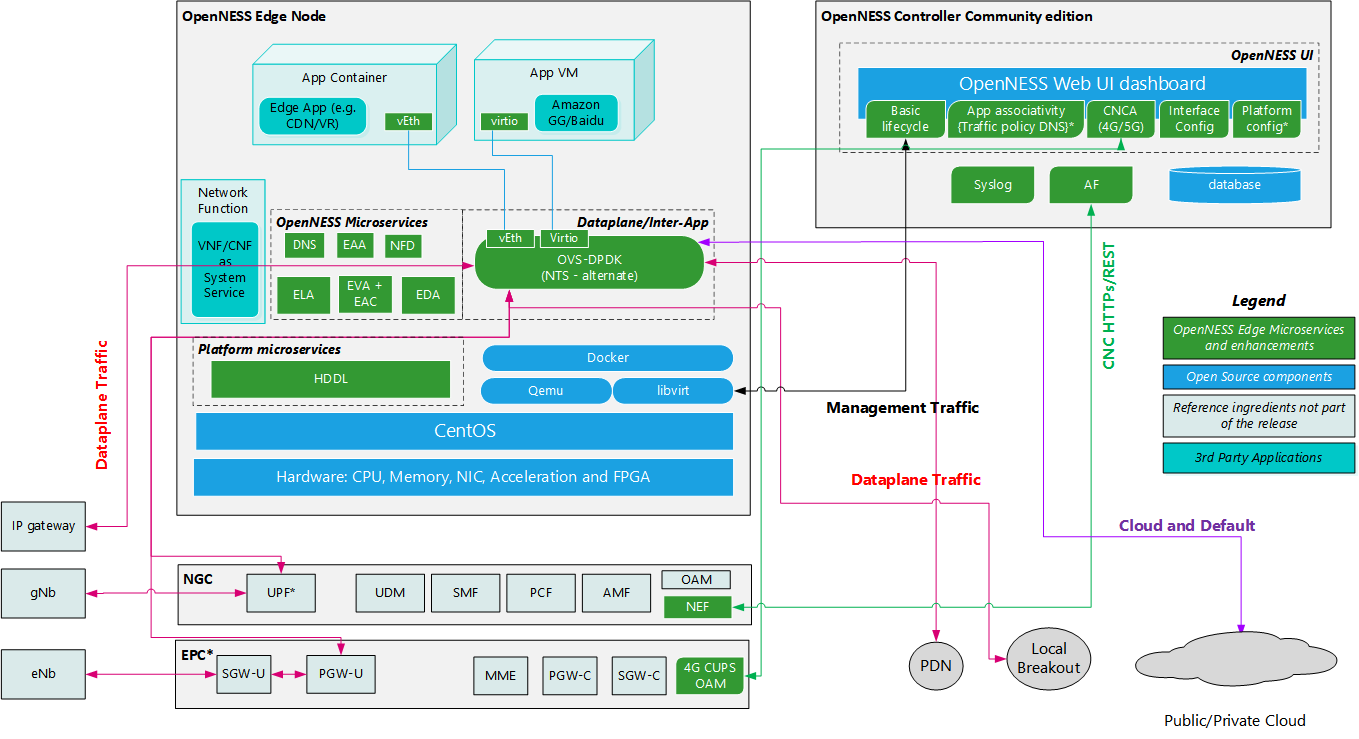 OpenNESS Edge Node
App Container
Edge App (e.g.
CDN/VR)
vEth
App VM
virtio
Amazon
GG/Baidu
Network
Function
VNF/CNF
as
System
Service
OpenNESS Microservices
DNS
EAA
NFD
ELA
EVA +
EAC
EDA
Dataplane/Inter-App
vEth
Virtio
OVS-DPDK
(NTS - alternate)
Platform microservices
HDDL
Docker
Qemu
libvirt
CentOS
Hardware: CPU, Memory, NIC, Acceleration and FPGA
OpenNESS Controller Community edition
OpenNESS UI
OpenNESS Web UI dashboard
Basic
lifecycle
App associativity
{Traffic policy DNS}*
CNCA
(4G/5G)
Interface
Config
Platform
config*
Syslog
AF
database
CNC HTTPs/REST
Legend
OpenNESS Edge Microservices
and enhancements
Open Source components
Reference ingredients not part
of the release
3rd Party Applications
Dataplane Traffic
Management Traffic
Dataplane Traffic
Cloud and Default
IP gateway
gNb
eNb
NGC
UPF*
UDM
SMF
PCF
AMF
OAM
NEF
EPC*
SGW-U
PGW-U
MME
PGW-C
SGW-C
4G CUPS
OAM
PDN
Local
Breakout
Public/Private Cloud